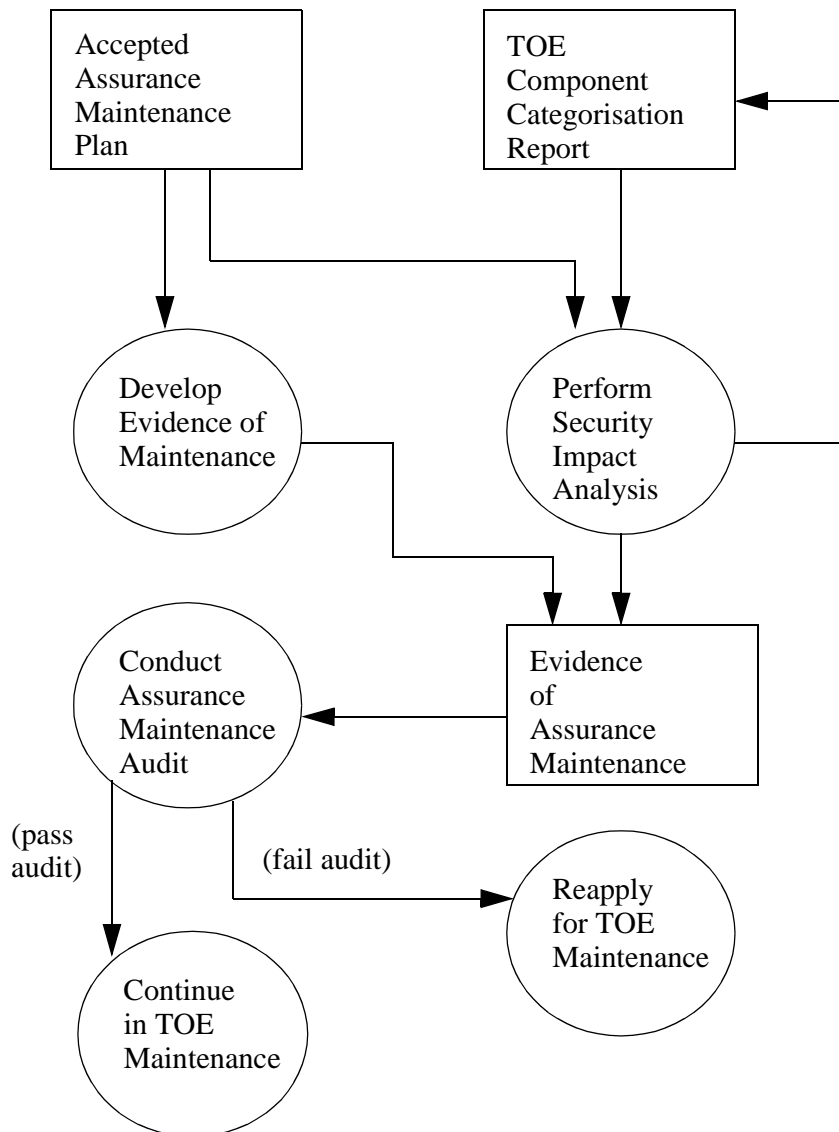 Accepted
Assurance
Maintenance
Plan
TOE
Component
Categorisation
Report
Develop
Evidence of
Maintenance
Perform
Security
Impact
Analysis
Conduct
Assurance
Maintenance
Audit
Evidence
of
Assurance
Maintenance
(pass
audit)
(fail audit)
Reapply
for TOE
Maintenance
Continue
in TOE
Maintenance